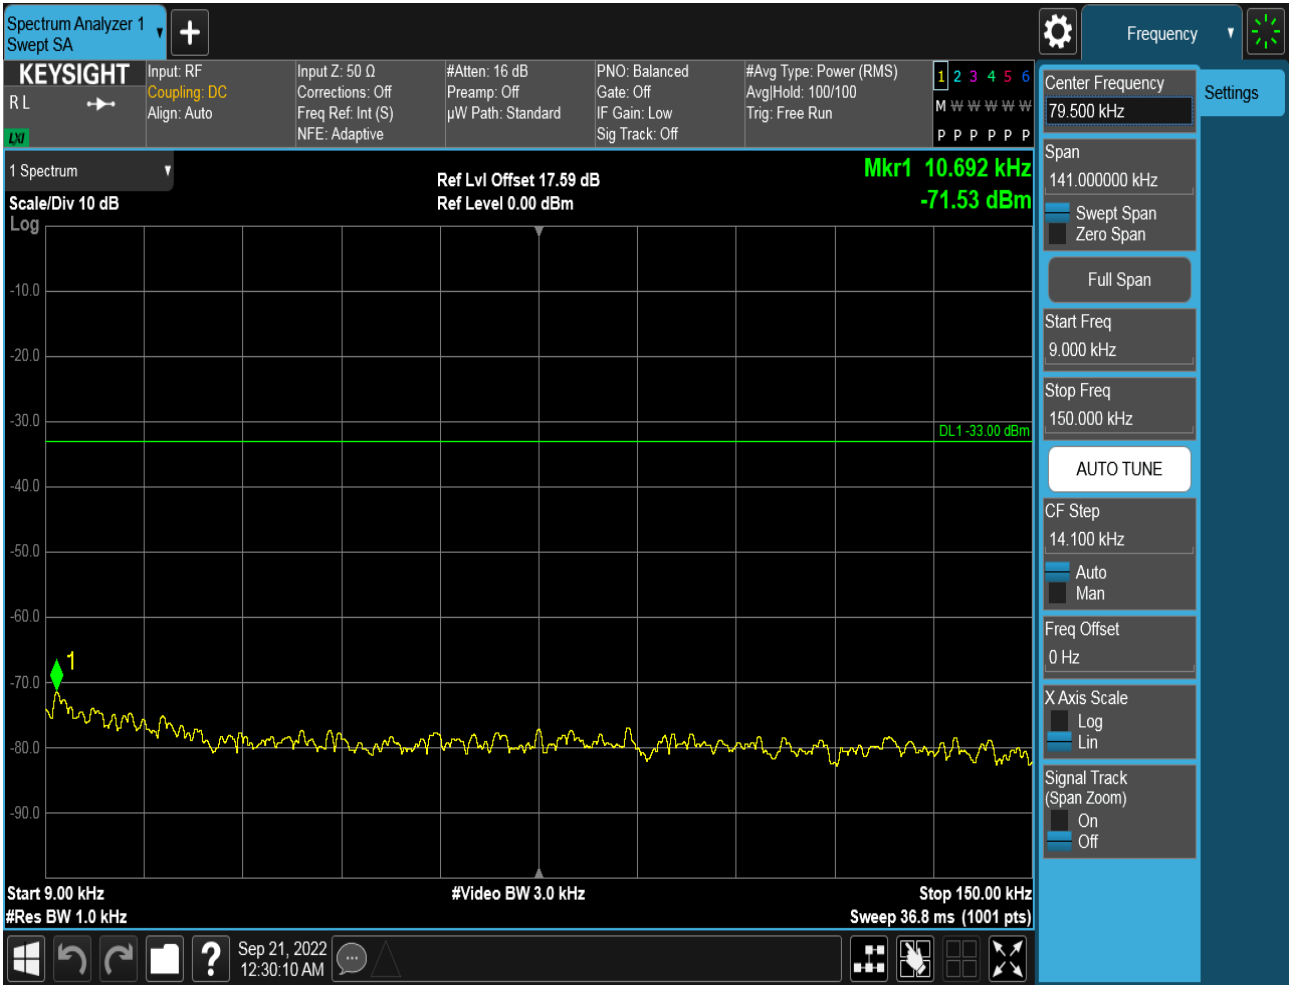 Spectrum Analyzer 1
Swept SA
Frequency
KEYSIGHT
R L
LXI
Input: RF
Coupling: DC
Align: Auto
Input Z: 50 Ω
Corrections: Off
Freq Ref: Int (S)
NFE: Adaptive
#Atten: 16 dB
Preamp: Off
µW Path: Standard
PNO: Balanced
Gate: Off
IF Gain: Low
Sig Track: Off
#Avg Type: Power (RMS)
Avg|Hold: 100/100
Trig: Free Run
1 2 3 4 5 6
M W W W W W
P P P P P P
1 Spectrum
Scale/Div 10 dB
Log
Ref Lvl Offset 17.59 dB
Ref Level 0.00 dBm
Mkr1 10.692 kHz
-71.53 dBm
-10.0
-20.0
-30.0
DL1 -33.00 dBm
-40.0
-50.0
-60.0
1
-70.0
-80.0
-90.0
Start 9.00 kHz
#Res BW 1.0 kHz
#Video BW 3.0 kHz
Stop 150.00 kHz
Sweep 36.8 ms (1001 pts)
Center Frequency
79.500 kHz
Settings
Span
141.000000 kHz
Swept Span
Zero Span
Full Span
Start Freq
9.000 kHz
Stop Freq
150.000 kHz
AUTO TUNE
CF Step
14.100 kHz
Auto
Man
Freq Offset
0 Hz
X Axis Scale
Log
Lin
Signal Track
(Span Zoom)
On
Off
?
Sep 21, 2022
12:30:10 AM